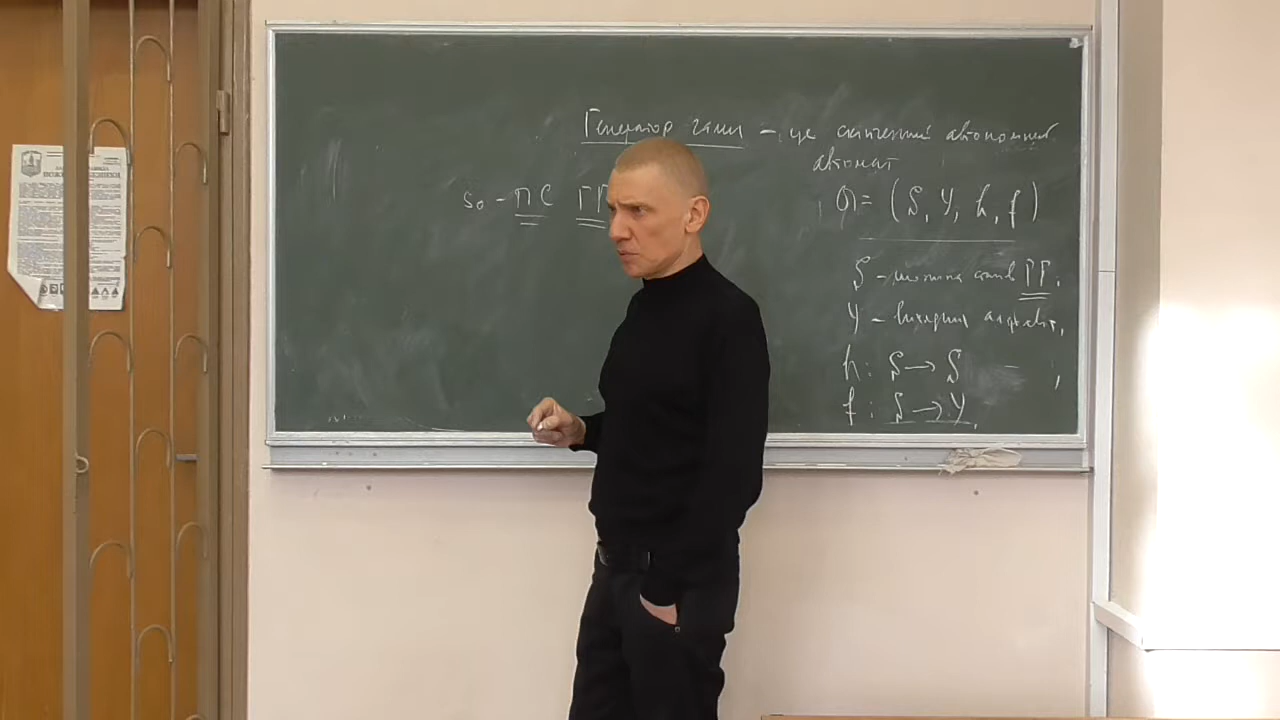 Генератор гами – це скінченний автономний
автомат
s₀ – ПС ГГ
𝔄 = (S, Y, h, f)
S – множина станів ГГ,
Y – вихідний алфавіт,
h: S → S – ,
f: S → Y.